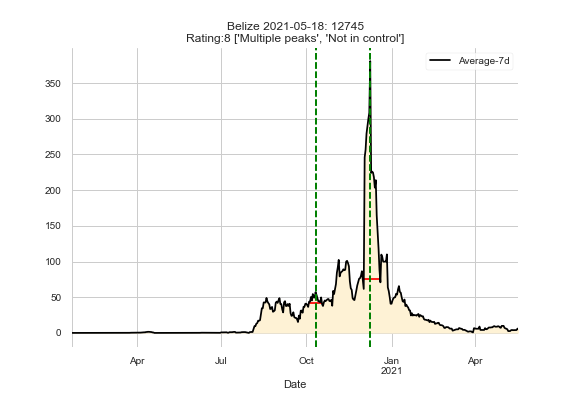 Belize 2021-05-18: 12745
Rating:8 ['Multiple peaks', 'Not in control']
Average-7d
350
300
250
200
150
100
50
0
Apr
Jul
Oct
Jan
2021
Apr
Date